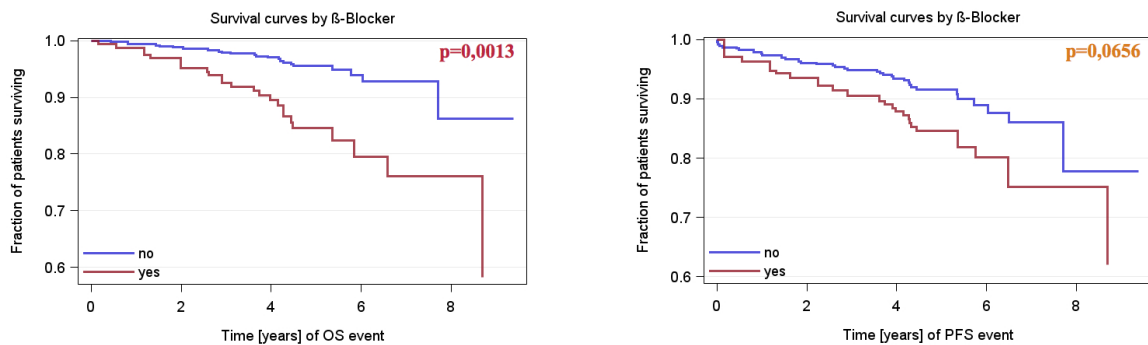 Survival curves by ß-Blocker
p=0,0013
Fraction of patients surviving
1.0
0.9
0.8
0.7
0.6
no
yes
0
2
4
6
8
Time [years] of OS event
Survival curves by ß-Blocker
p=0,0656
Fraction of patients surviving
1.0
0.9
0.8
0.7
0.6
no
yes
0
2
4
6
8
Time [years] of PFS event